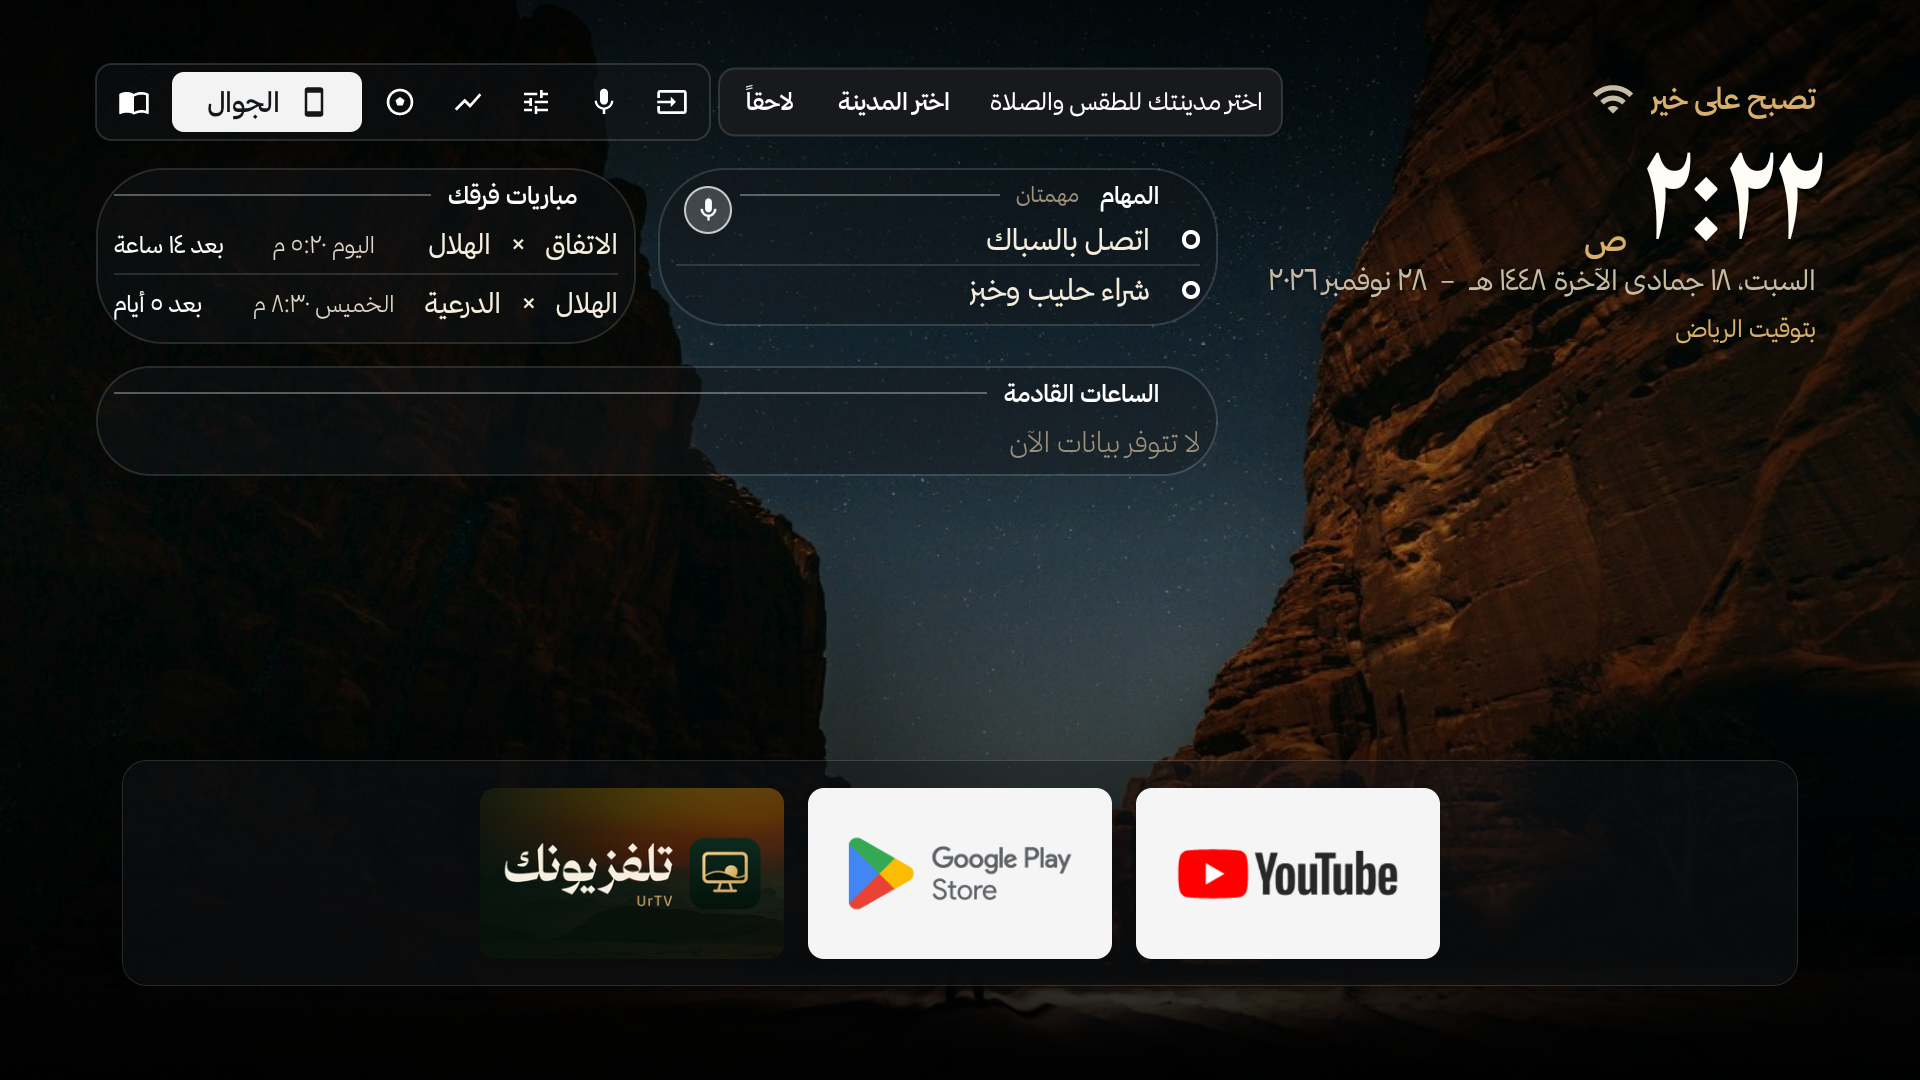 تصبح على خير
٢:٢٢ ص
السبت، ١٨ جمادى الآخرة ١٤٤٨ هـ – ٢٨ نوفمبر ٢٠٢٦
بتوقيت الرياض
اختر مدينتك للطقس والصلاة اختر المدينة لاحقاً
الجوال
المهام مهمتان
اتصل بالسباك
شراء حليب وخبز
مباريات فرقك
الاتفاق × الهلال اليوم ٥:٢٠ م بعد ١٤ ساعة
الهلال × الدرعية الخميس ٨:٣٠ م بعد ٥ أيام
الساعات القادمة
لا تتوفر بيانات الآن
YouTube
Google Play
Store
تلفزيونك
UrTV